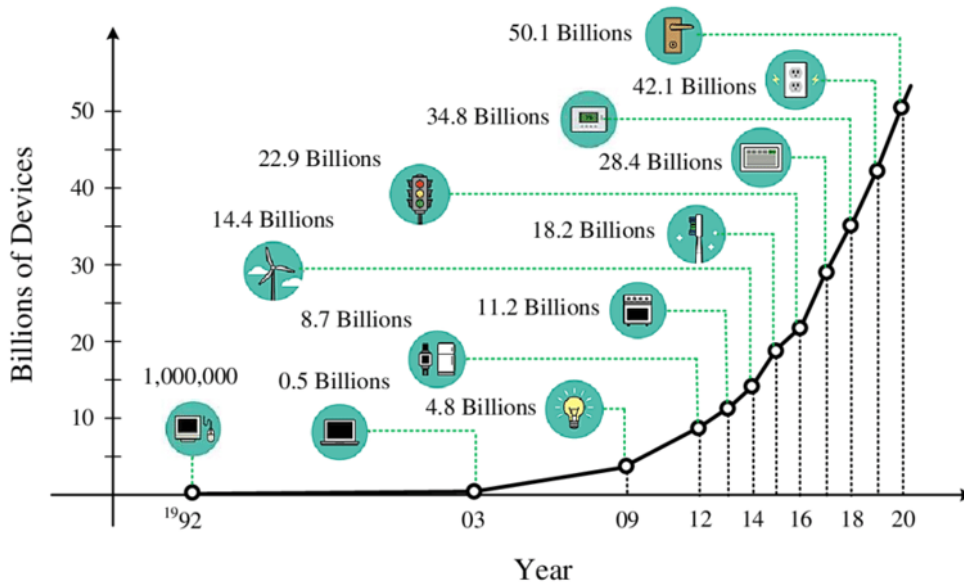 50.1 Billions
42.1 Billions
34.8 Billions
28.4 Billions
22.9 Billions
18.2 Billions
14.4 Billions
11.2 Billions
8.7 Billions
4.8 Billions
0.5 Billions
1,000,000
Billions of Devices
50
40
30
20
10
1992
03
09
12
14
16
18
20
Year